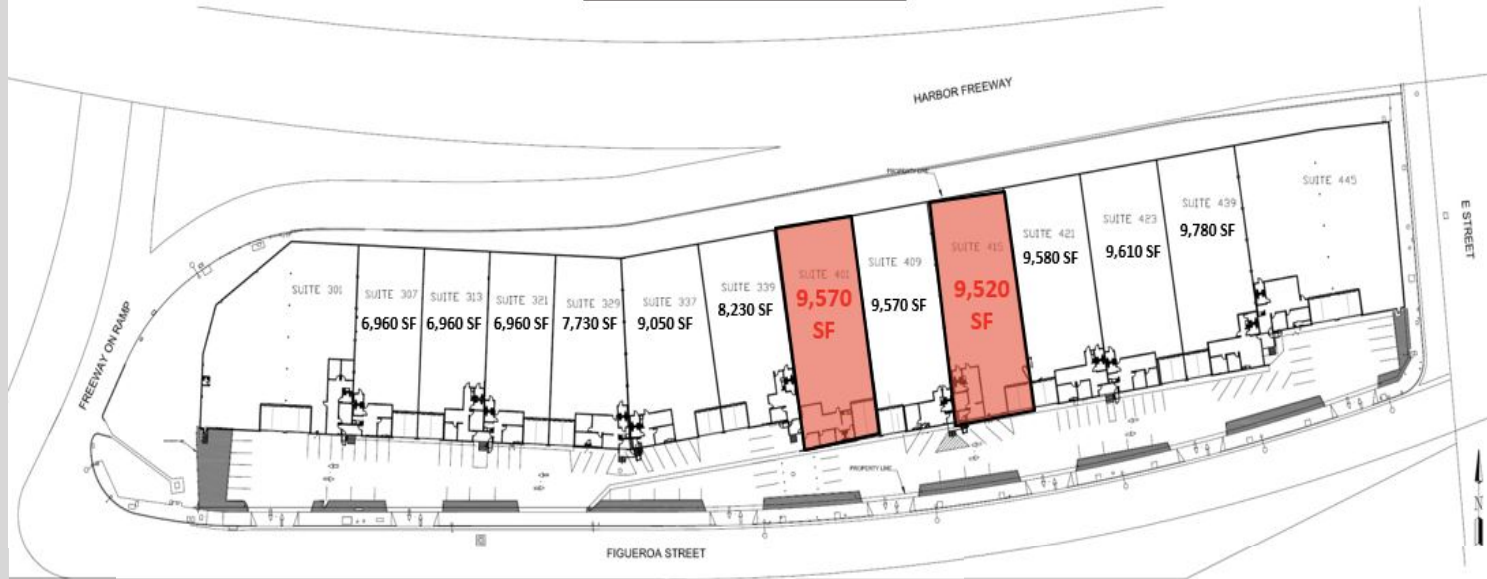 HARBOR FREEWAY
PROPERTY LINE
SUITE 445
E STREET
SUITE 439
9,780 SF
SUITE 423
9,610 SF
SUITE 421
9,580 SF
SUITE 415
9,520
SF
SUITE 409
9,570 SF
SUITE 401
9,570
SF
SUITE 339
8,230 SF
SUITE 337
9,050 SF
SUITE 329
7,730 SF
SUITE 321
6,960 SF
SUITE 313
6,960 SF
SUITE 307
6,960 SF
SUITE 301
FREEWAY ON RAMP
PROPERTY LINE
N
FIGUEROA STREET